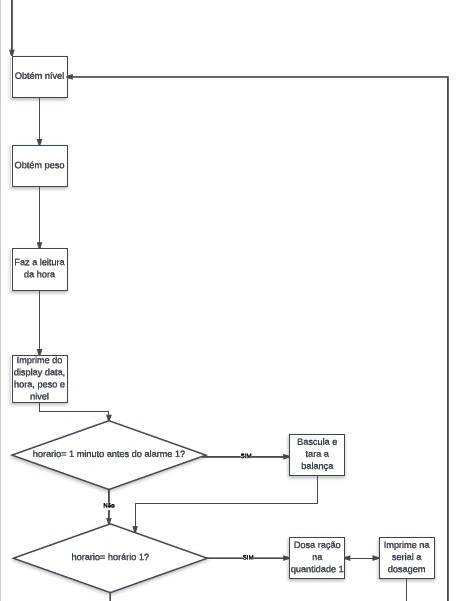 Obtém nível
Obtém peso
Faz a leitura
da hora
Imprime do
display data,
hora, peso e
nivel
horario= 1 minuto antes do alarme 1?
SIM
Bascula e
tara a
balança
Não
horario= horário 1?
SIM
Dosa ração
na
quantidade 1
Imprime na
serial a
dosagem